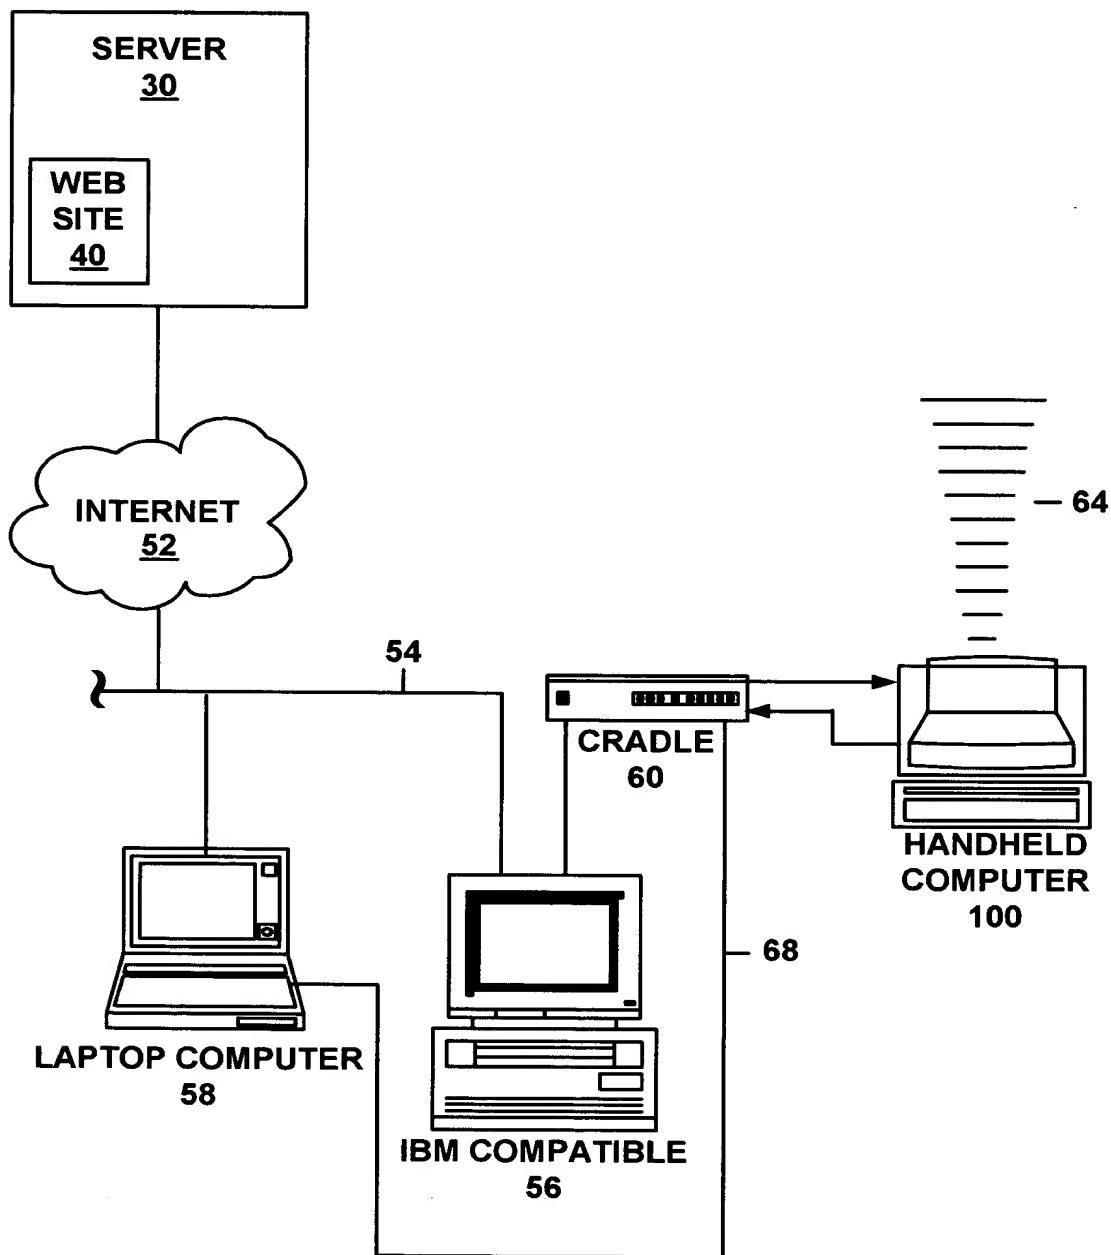 SERVER
30
WEB
SITE
40
INTERNET
52
64
54
CRADLE
60
HANDHELD
COMPUTER
100
68
LAPTOP COMPUTER
58
IBM COMPATIBLE
56